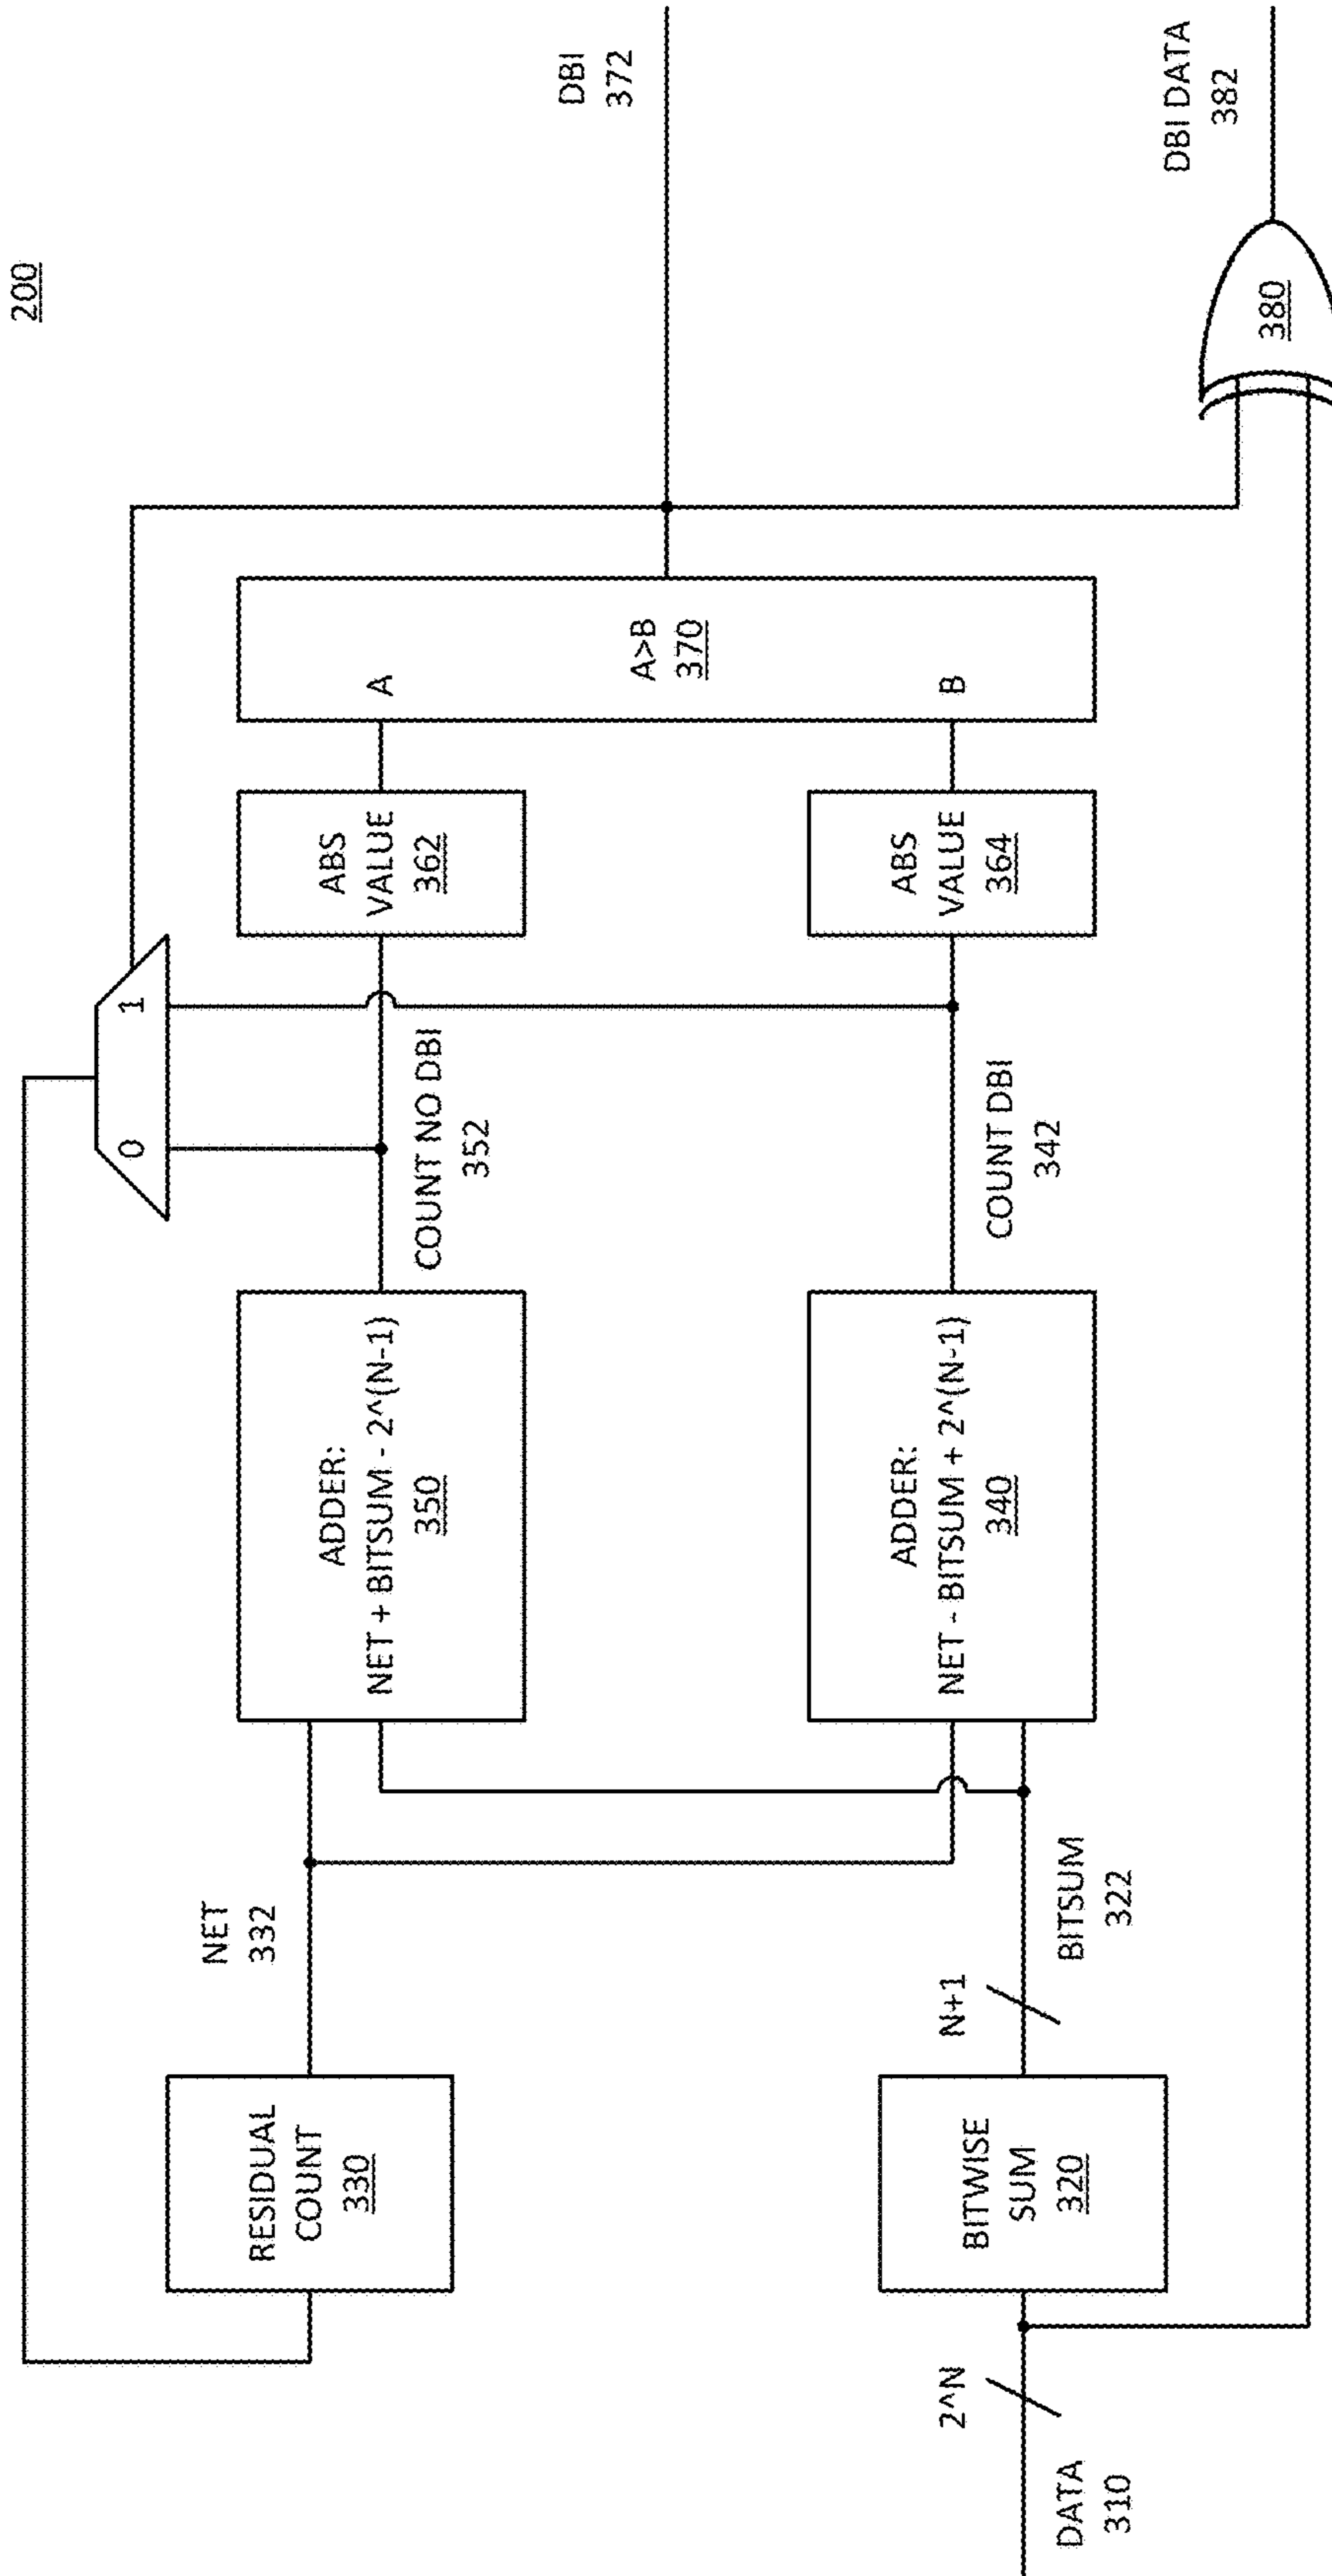 200
RESIDUAL
COUNT
330
NET
332
ADDER:
NET + BITSUM - 2^(N-1)
350
COUNT NO DBI
352
0
1
ABS
VALUE
362
A
A>B
370
B
DBI
372
DATA
310
2^N
BITWISE
SUM
320
N+1
BITSUM
322
ADDER:
NET - BITSUM + 2^(N-1)
340
COUNT DBI
342
ABS
VALUE
364
380
DBI DATA
382